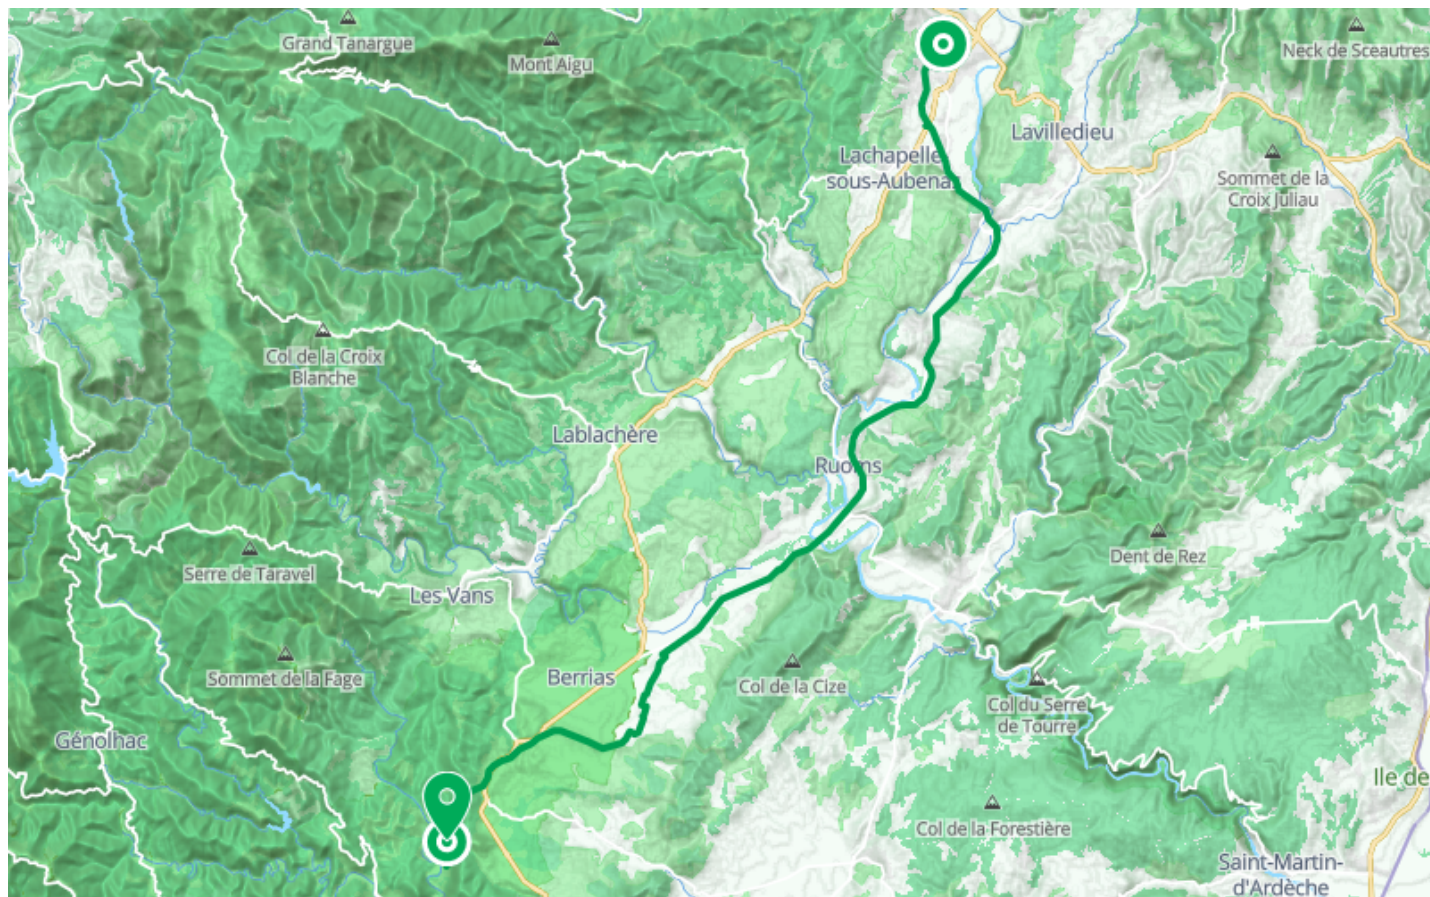 Grand Tanargue
Mont Aigu
Neck de Sceautres
Lavilledieu
Lachapelle
sous-Aubenas
Sommet de la
Croix Juliau
Col de la Croix
Blanche
Lablachère
Ruoms
Serre de Taravel
Les Vans
Dent de Rez
Sommet de la Fage
Berrias
Col de la Cize
Col du Serre
de Tourre
Génolhac
Ile de
Col de la Forestière
Saint-Martin-
d'Ardèche